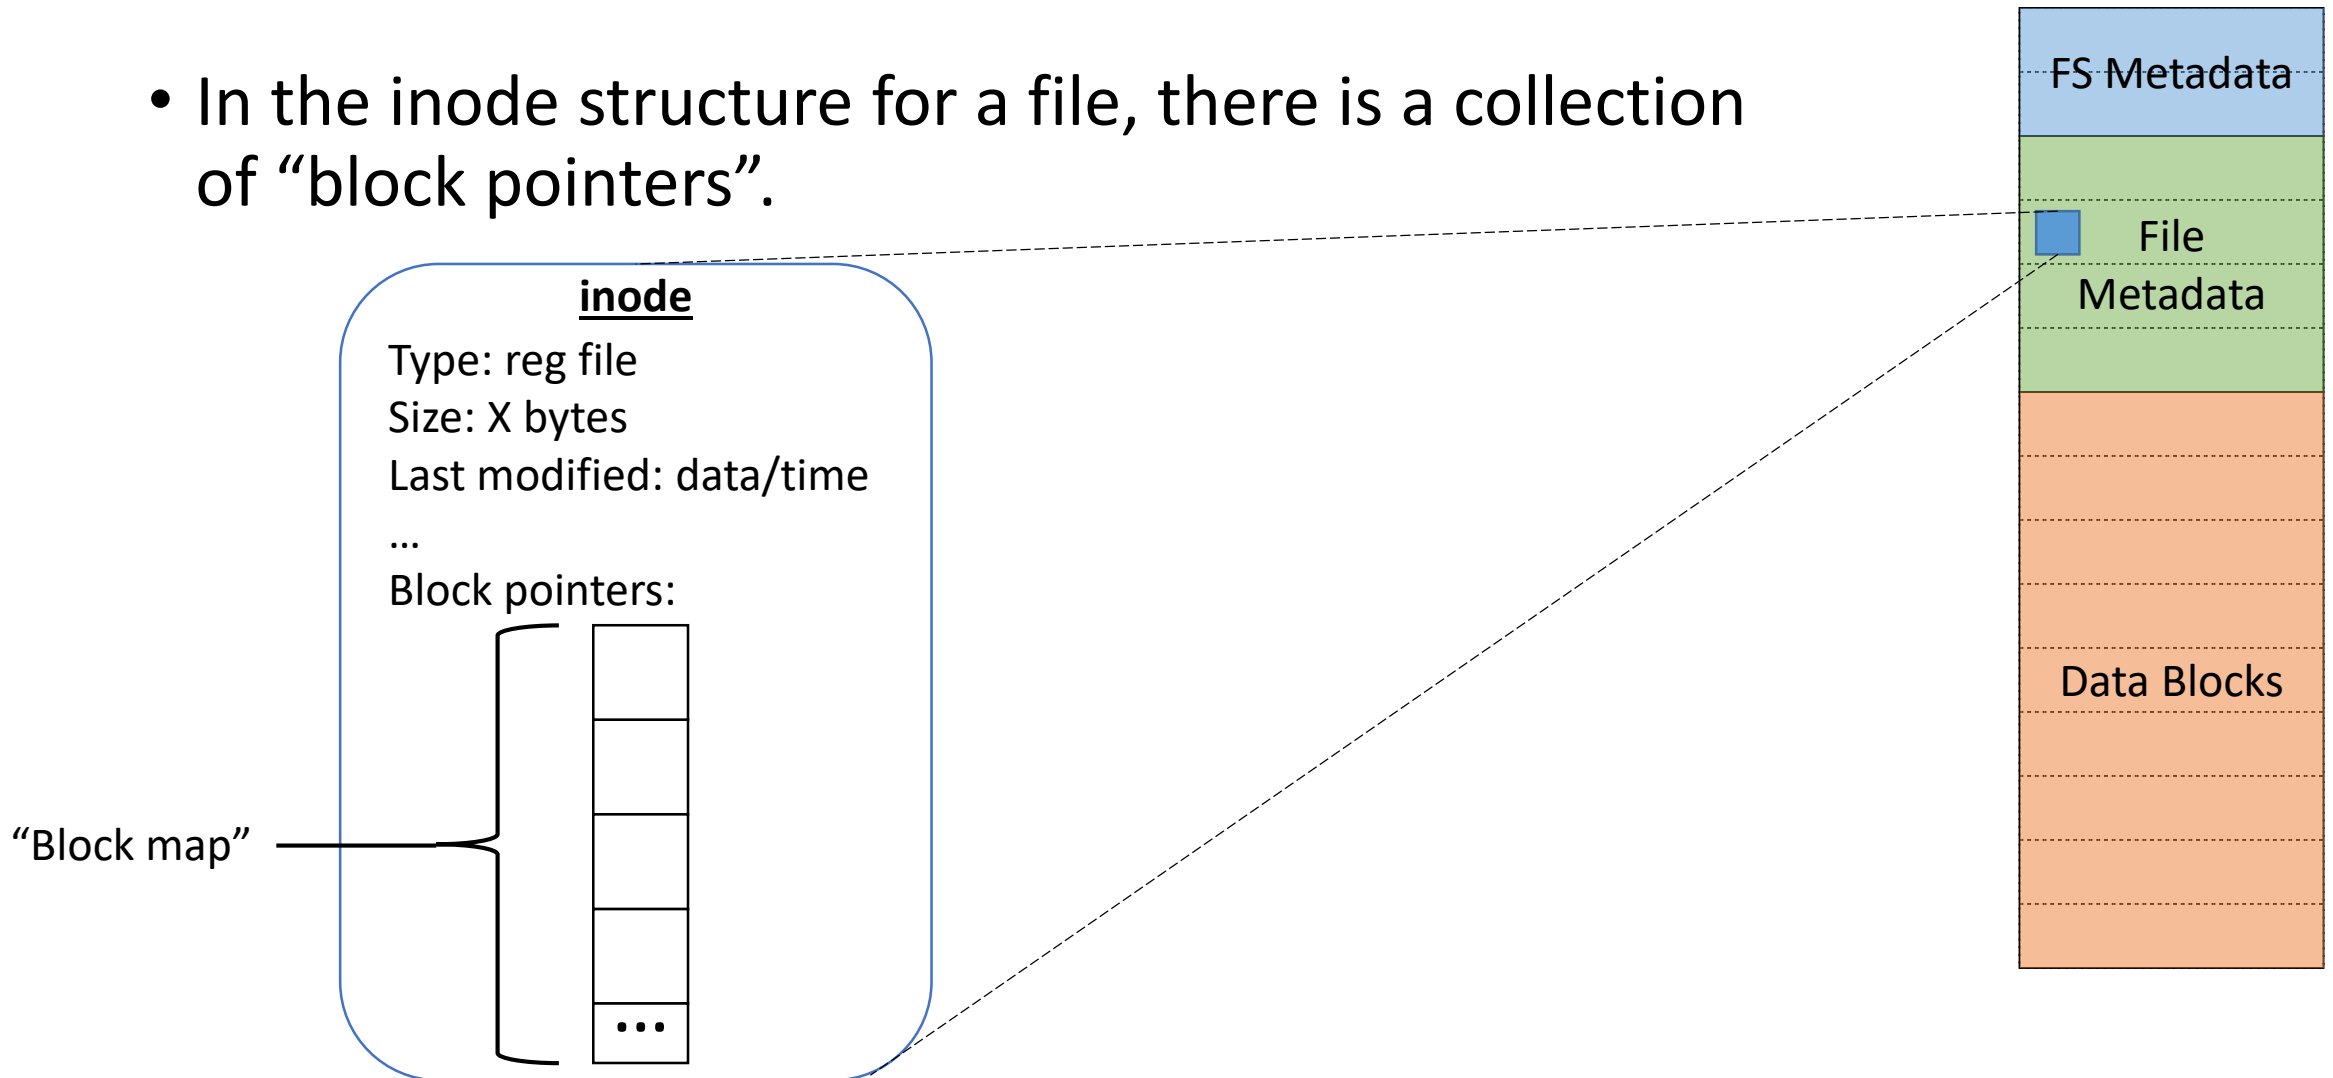 • In the inode structure for a file, there is a collection
of “block pointers”.
inode
Type: reg file
Size: X bytes
Last modified: data/time
…
Block pointers:
“Block map”
…
FS Metadata
File
Metadata
Data Blocks